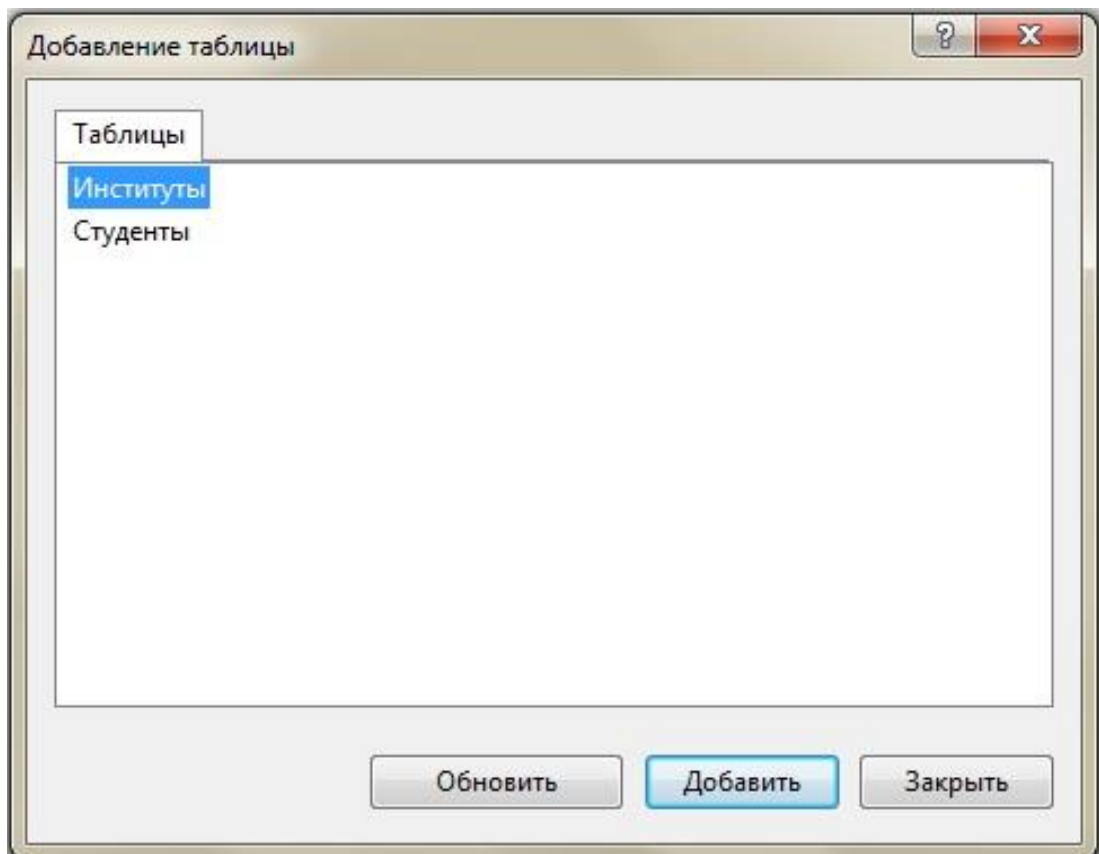 Добавление таблицы
Таблицы
Институты
Студенты
Обновить Добавить Закрыть